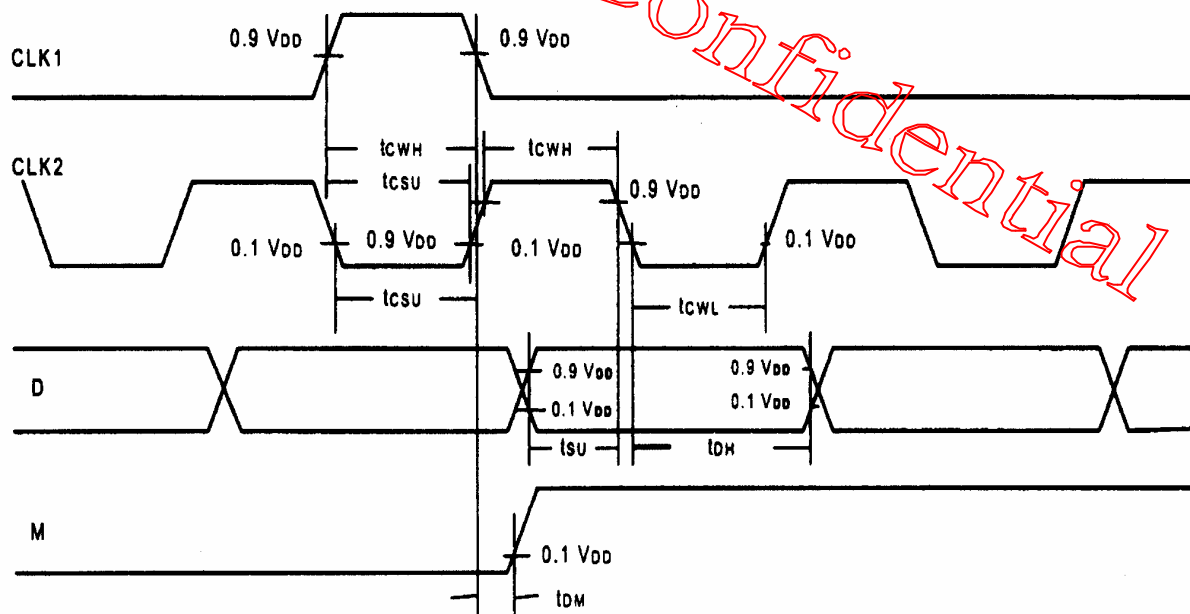 Confidential
0.9 VDD
0.9 VDD
CLK1
tCWH
tCWH
CLK2
tCSU
0.9 VDD
0.1 VDD
0.9 VDD
0.1 VDD
0.1 VDD
tCSU
tCWL
0.9 VDD
0.9 VDD
D
0.1 VDD
0.1 VDD
tSU
tDH
M
0.1 VDD
tDM